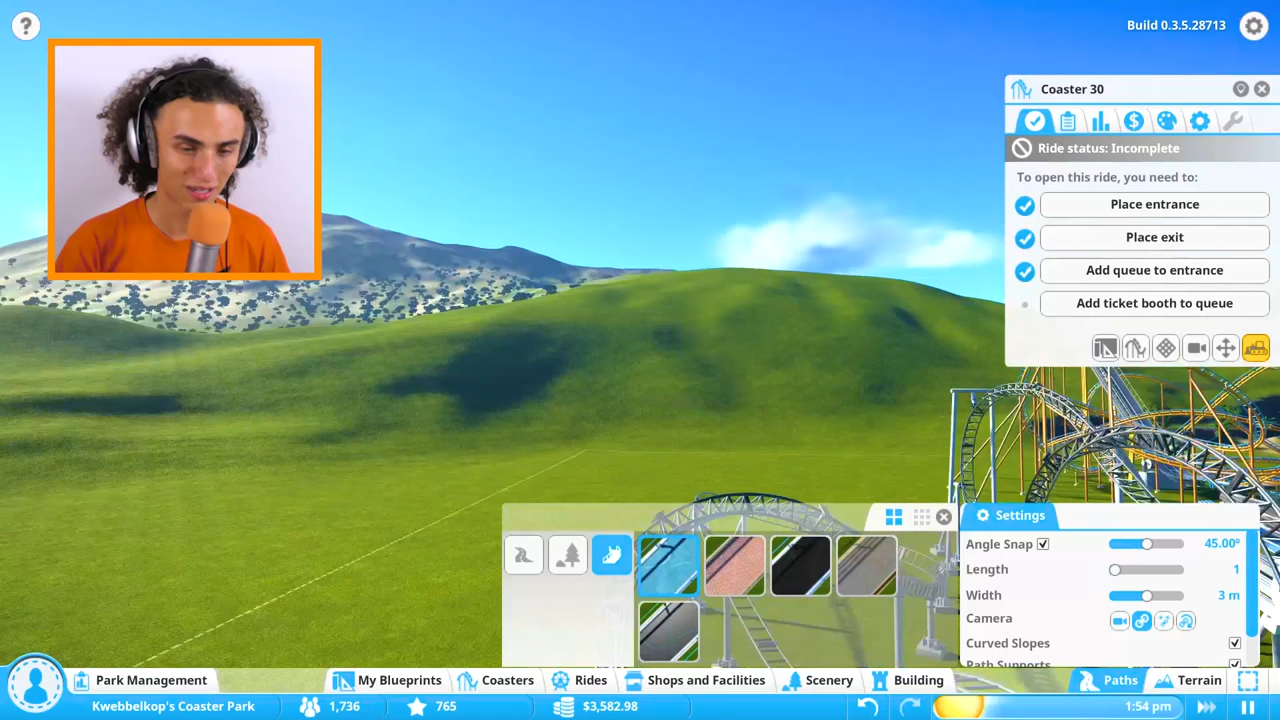 ?
Build 0.3.5.28713
Coaster 30
Ride status: Incomplete
To open this ride, you need to:
Place entrance
Place exit
Add queue to entrance
Add ticket booth to queue
Settings
Angle Snap 45.00º
Length 1
Width 3 m
Camera
Curved Slopes
Path Supports
Park Management My Blueprints Coasters Rides Shops and Facilities Scenery Building Paths Terrain
Kwebbelkop's Coaster Park 1,736 765 $3,582.98 1:54 pm